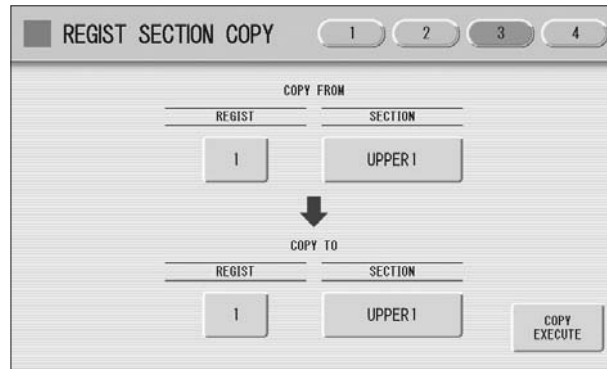 REGIST SECTION COPY 1 2 3 4
COPY FROM
REGIST SECTION
1 UPPER1
COPY TO
REGIST SECTION
1 UPPER1
COPY
EXECUTE